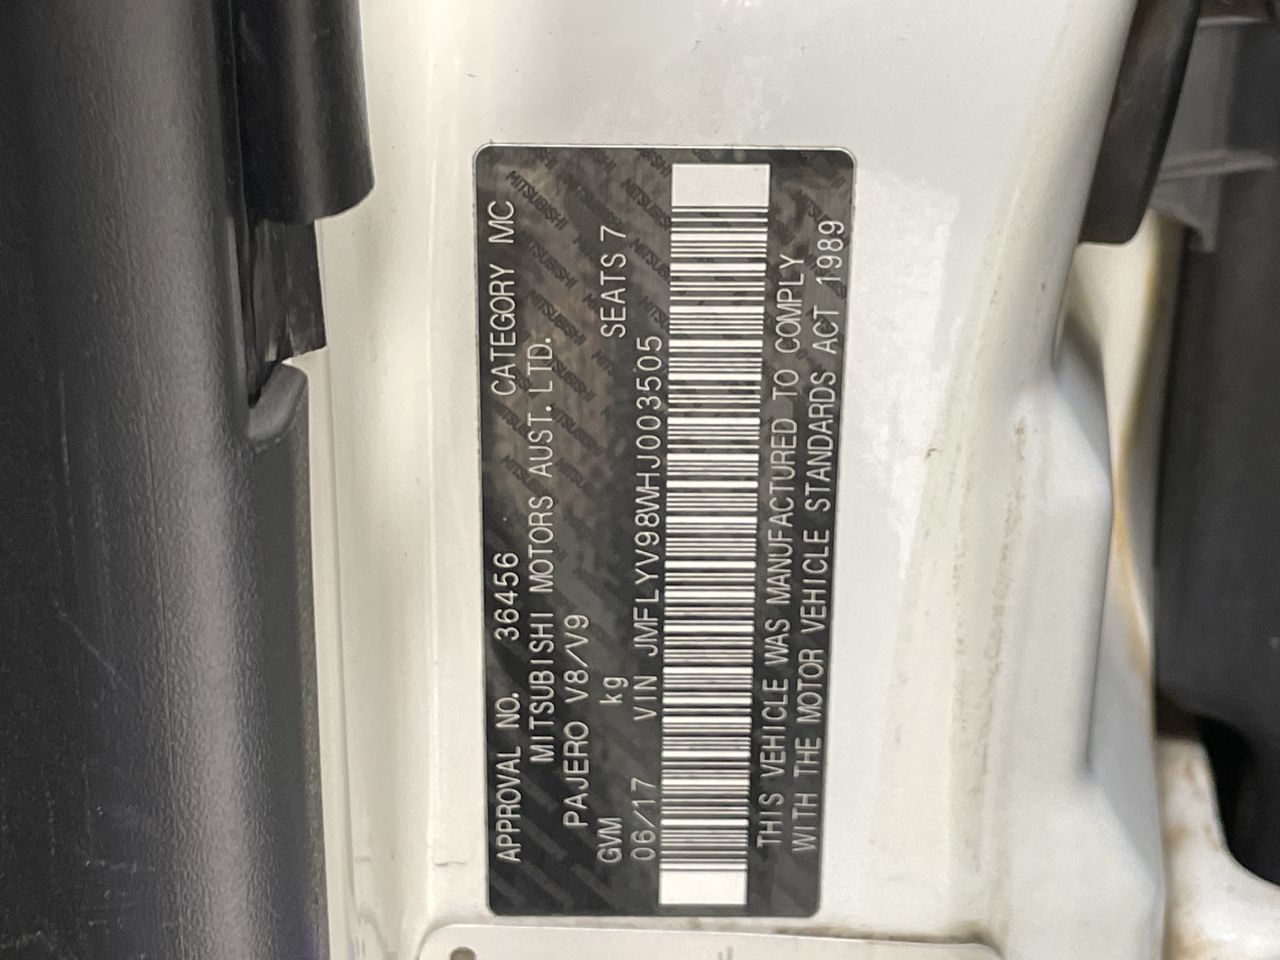 APPROVAL NO. 36456 CATEGORY MC
MITSUBISHI MOTORS AUST. LTD.
PAJERO V8/V9
GVM kg SEATS 7
06/17 VIN JMFLYV98WHJ003505
THIS VEHICLE WAS MANUFACTURED TO COMPLY
WITH THE MOTOR VEHICLE STANDARDS ACT 1989